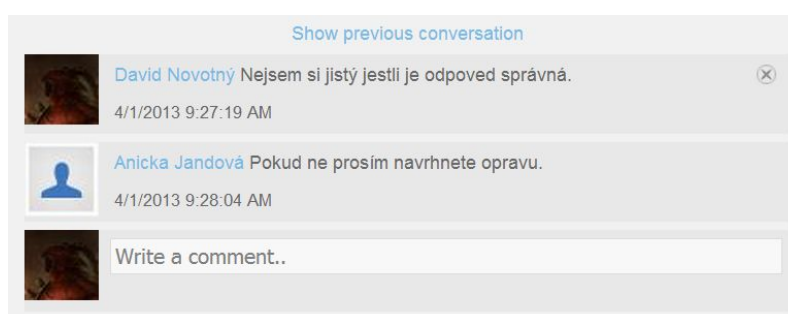 Show previous conversation
David Novotný Nejsem si jistý jestli je odpoved správná.
4/1/2013 9:27:19 AM
Anicka Jandová Pokud ne prosím navrhnete opravu.
4/1/2013 9:28:04 AM
Write a comment..